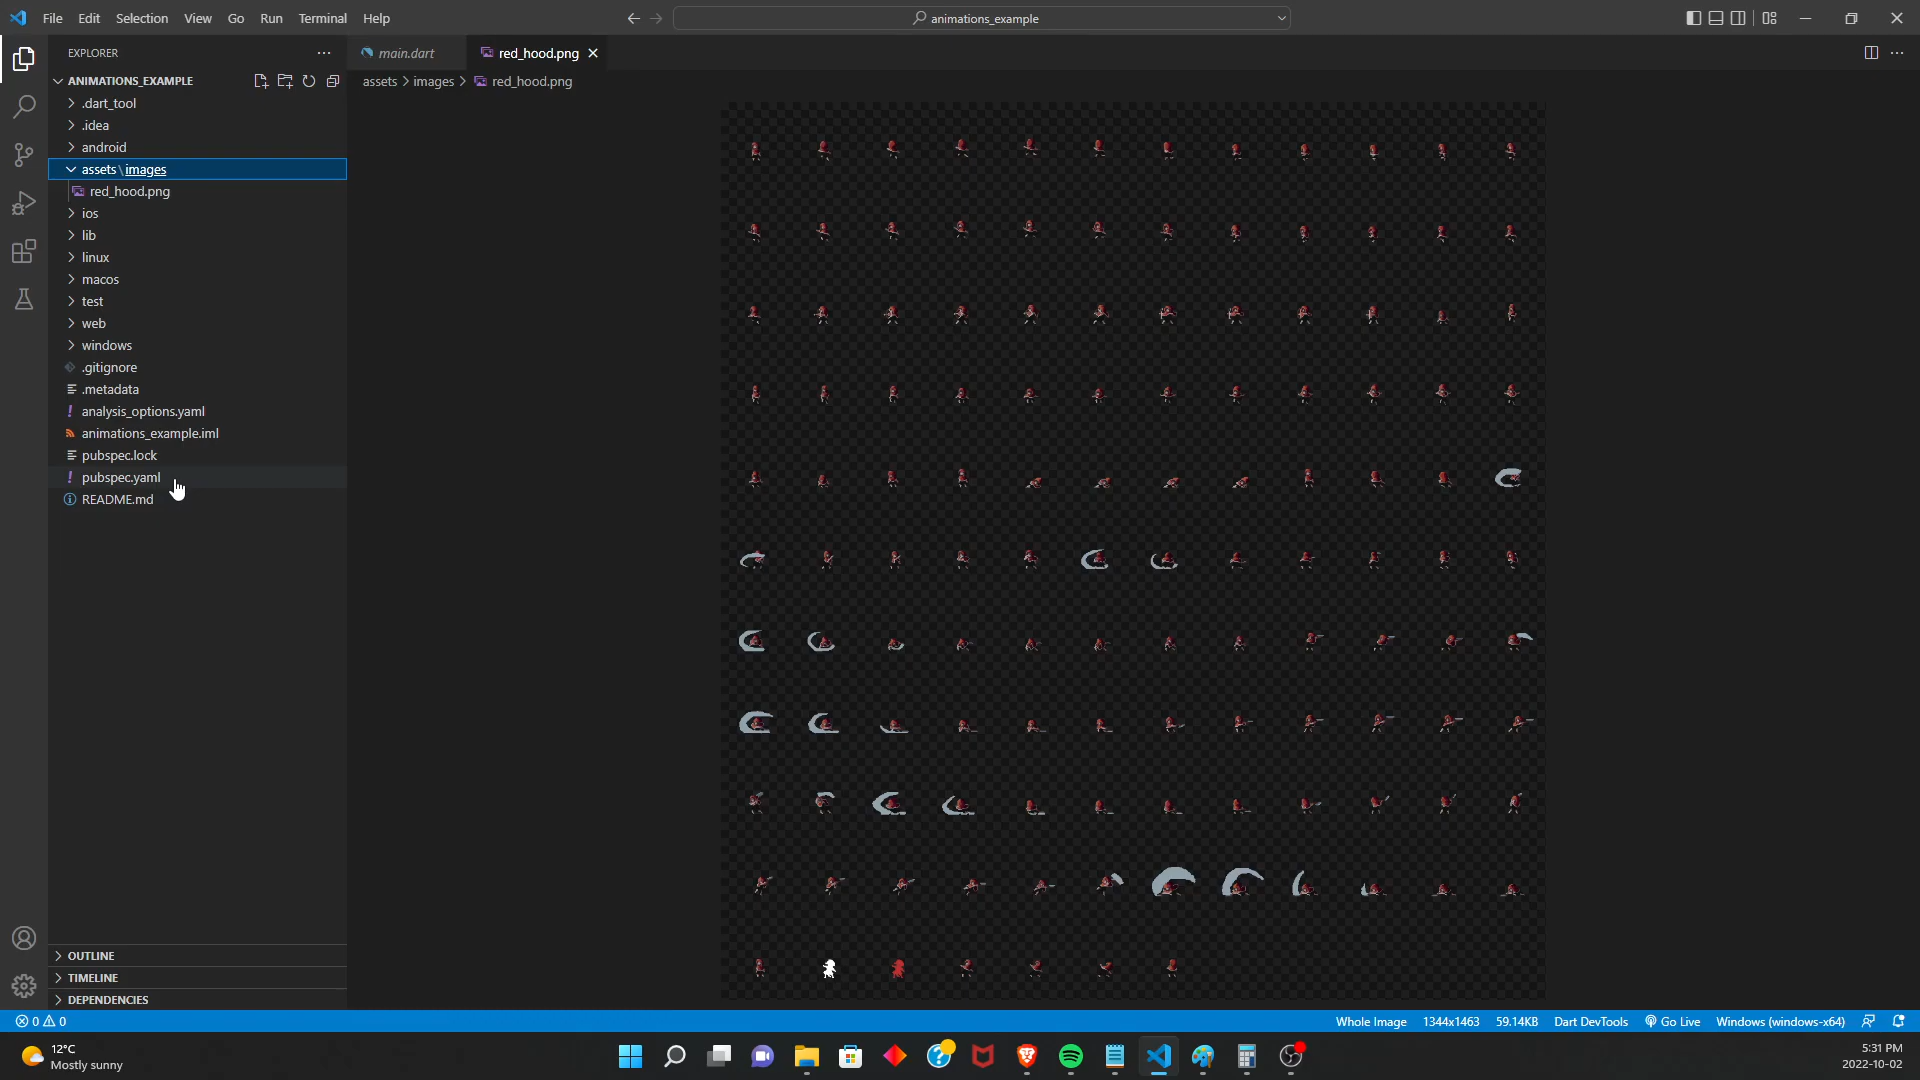 File Edit Selection View Go Run Terminal Help
animations_example
EXPLORER
main.dart
red_hood.png
ANIMATIONS_EXAMPLE
assets > images > red_hood.png
.dart_tool
.idea
android
assets\images
red_hood.png
ios
lib
linux
macos
test
web
windows
.gitignore
.metadata
analysis_options.yaml
animations_example.iml
pubspec.lock
pubspec.yaml
README.md
OUTLINE
TIMELINE
DEPENDENCIES
0 0
Whole Image 1344x1463 59.14KB Dart DevTools Go Live Windows (windows-x64)
12°C
Mostly sunny
5:31 PM
2022-10-02